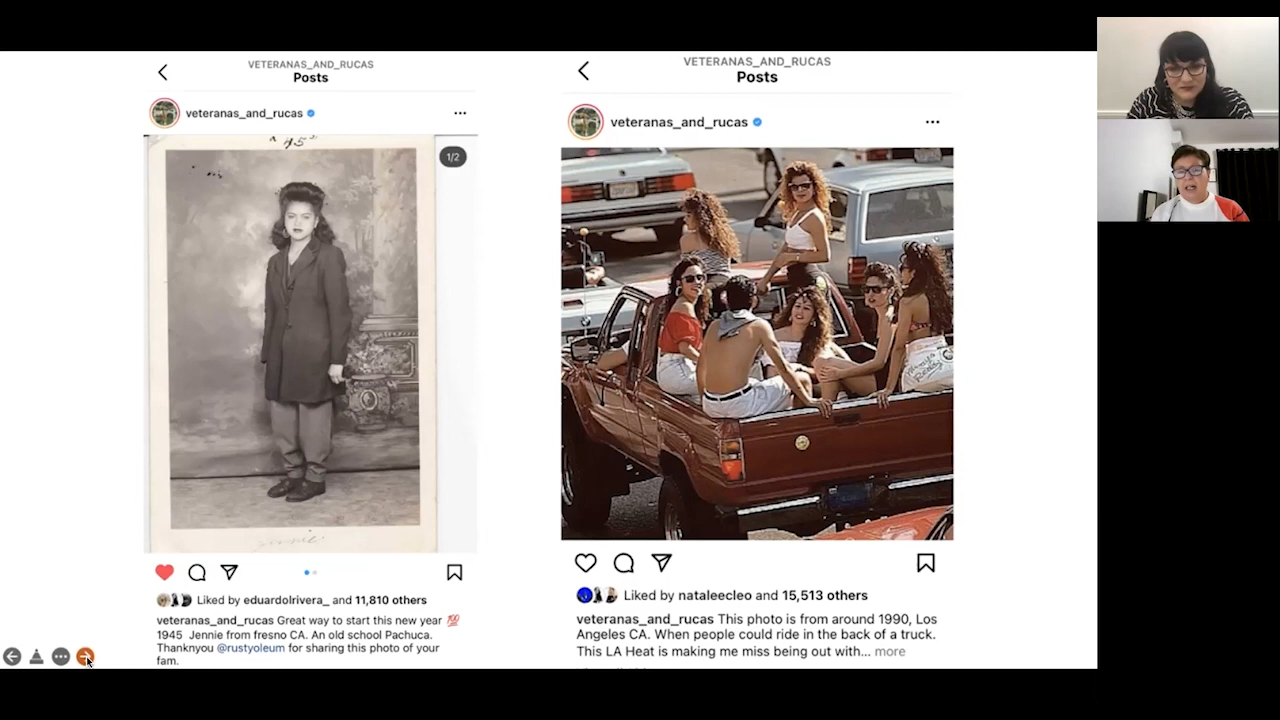 VETERANAS_AND_RUCAS
Posts
veteranas_and_rucas
45
1/2
Liked by eduardolrivera_ and 11,810 others
veteranas_and_rucas Great way to start this new year 💯
1945 Jennie from fresno CA. An old school Pachuca.
Thanknyou @rustyoleum for sharing this photo of your
fam.
VETERANAS_AND_RUCAS
Posts
veteranas_and_rucas
Liked by nataleecleo and 15,513 others
veteranas_and_rucas This photo is from around 1990, Los
Angeles CA. When people could ride in the back of a truck.
This LA Heat is making me miss being out with... more